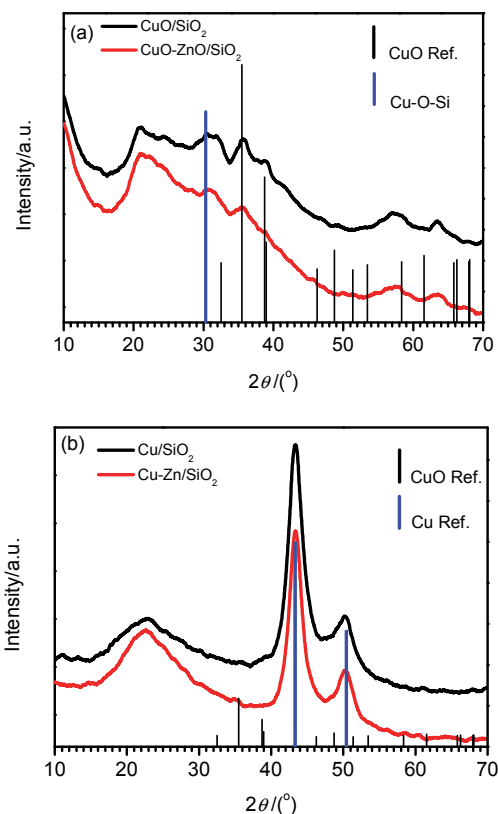 (a)
CuO/SiO₂
CuO-ZnO/SiO₂
CuO Ref.
Cu-O-Si
Intensity/a.u.
10 20 30 40 50 60 70
2θ/(°)
(b)
Cu/SiO₂
Cu-Zn/SiO₂
CuO Ref.
Cu Ref.
Intensity/a.u.
10 20 30 40 50 60 70
2θ/(°)